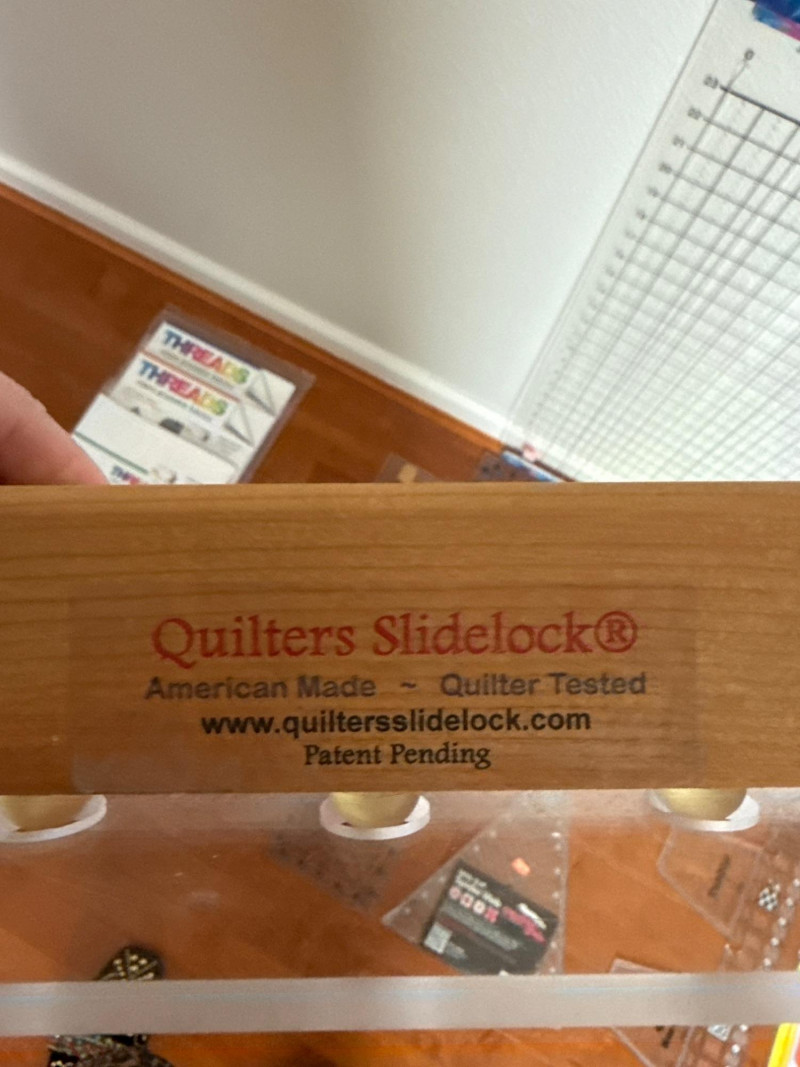 THREADS
THREADS
Quilters Slidelock®
American Made ~ Quilter Tested
www.quiltersslidelock.com
Patent Pending